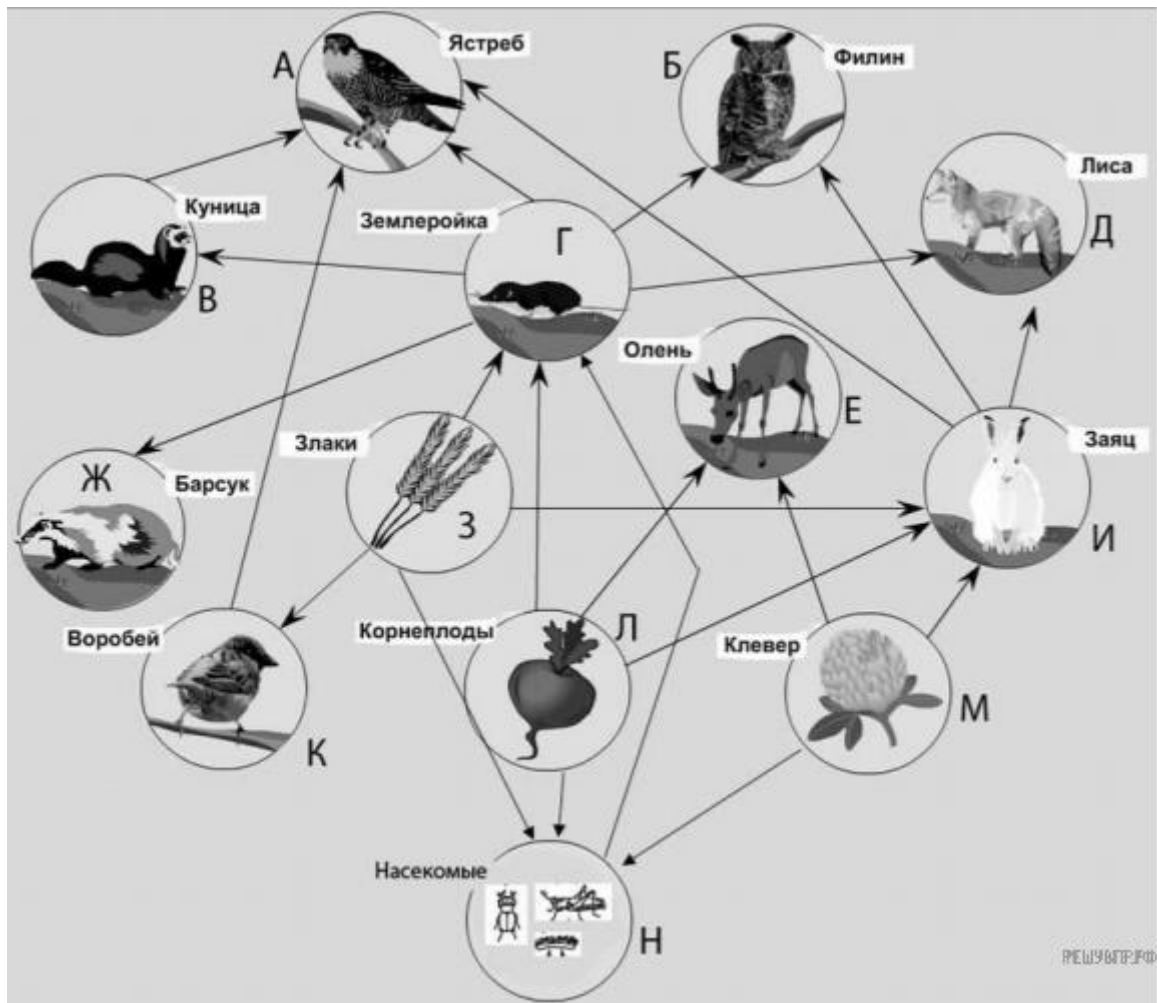 А
Ястреб
Б
Филин
Лиса
Д
Куница
В
Землеройка
Г
Олень
Е
Злаки
З
Заяц
И
Ж
Барсук
Воробей
К
Корнеплоды
Л
Клевер
М
Насекомые
Н
РЕШУВПР.РФ